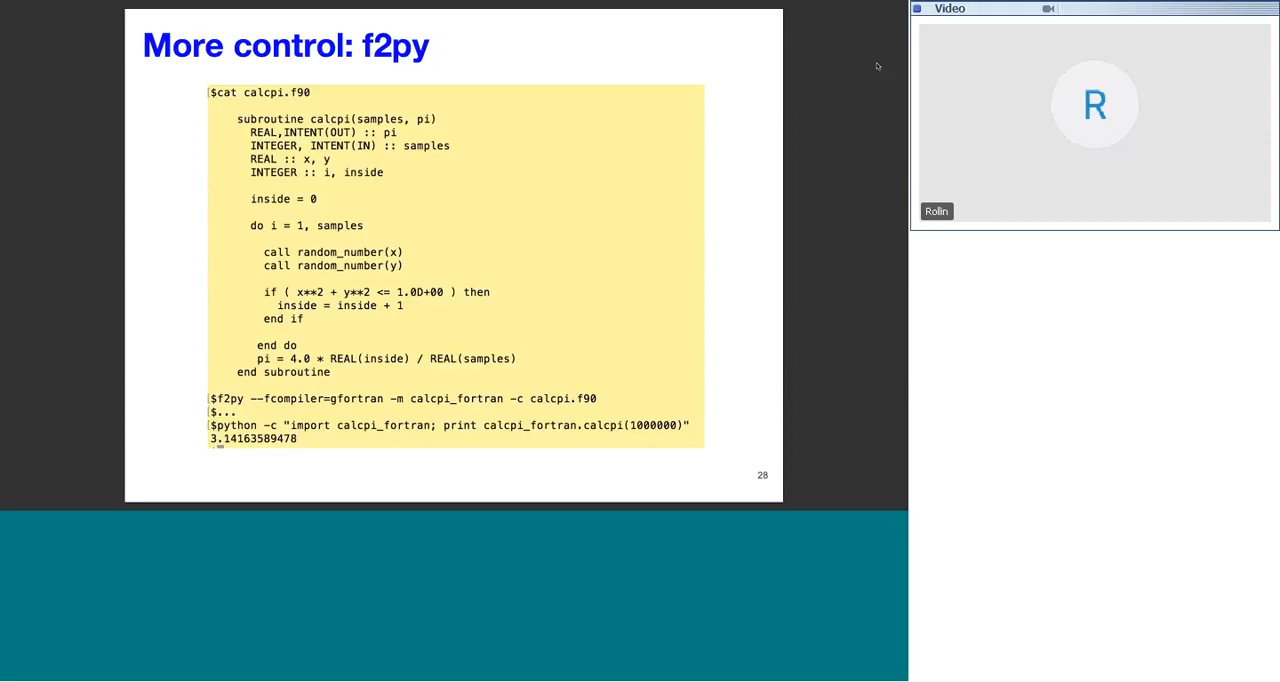 More control: f2py
$cat calcpi.f90
subroutine calcpi(samples, pi)
REAL,INTENT(OUT) :: pi
INTEGER, INTENT(IN) :: samples
REAL :: x, y
INTEGER :: i, inside
inside = 0
do i = 1, samples
call random_number(x)
call random_number(y)
if ( x**2 + y**2 <= 1.0D+00 ) then
inside = inside + 1
end if
end do
pi = 4.0 * REAL(inside) / REAL(samples)
end subroutine
$f2py --fcompiler=gfortran -m calcpi_fortran -c calcpi.f90
$...
$python -c "import calcpi_fortran; print calcpi_fortran.calcpi(1000000)"
3.14163589478
28
Video
R
Rolin